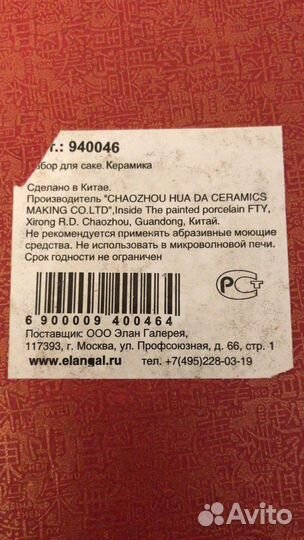 т.: 940046
бор для саке. Керамика
Сделано в Китае.
Производитель "CHAOZHOU HUA DA CERAMICS
MAKING CO.LTD",Inside The painted porcelain FTY,
Xirong R.D. Chaozhou, Guandong, Китай.
Не рекомендуется применять абразивные моющие
средства. Не использовать в микроволновой печи.
Срок годности не ограничен
6 900009 400464
Поставщик: ООО Элан Галерея,
117393, г. Москва, ул. Профсоюзная, д. 66, стр. 1
www.elangal.ru тел. +7(495)228-03-19
Avito